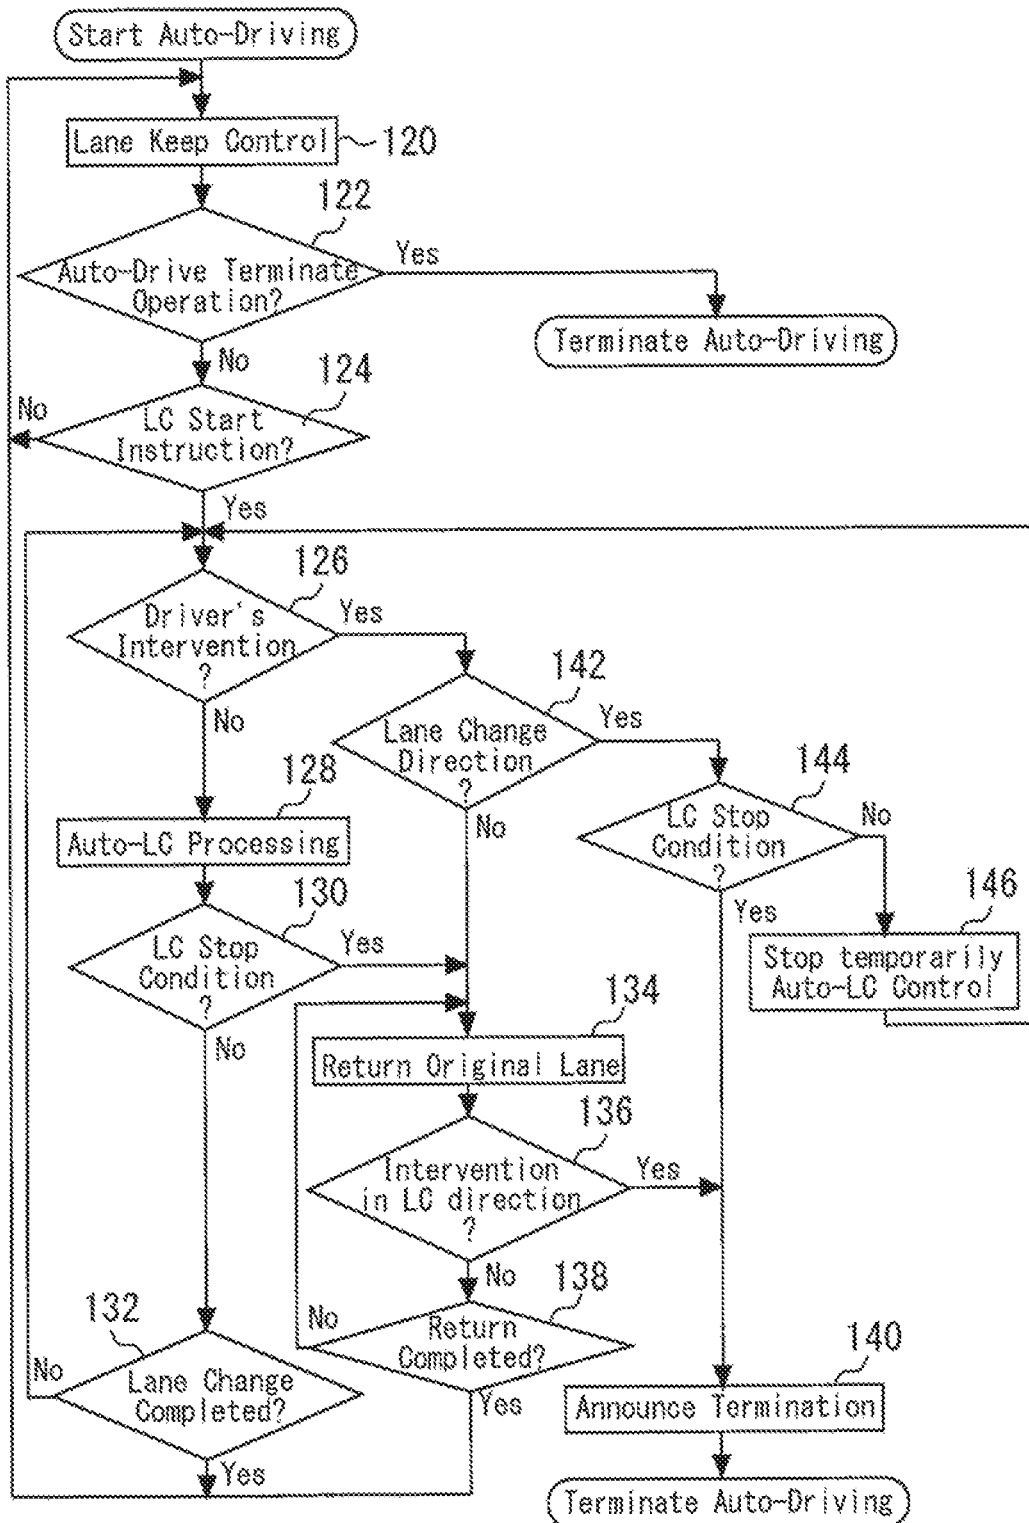 Start Auto-Driving
Lane Keep Control
120
122
Auto-Drive Terminate
Operation?
Yes
Terminate Auto-Driving
No
124
No
LC Start
Instruction?
Yes
126
Driver's
Intervention
?
Yes
142
No
Lane Change
Direction
?
Yes
144
128
Auto-LC Processing
No
LC Stop
Condition
?
No
130
Yes
146
LC Stop
Condition
?
Yes
Stop temporarily
Auto-LC Control
134
No
Return Original Lane
136
Intervention
in LC direction
?
Yes
No
138
132
No
Return
Completed?
140
No
Lane Change
Completed?
Yes
Announce Termination
Yes
Terminate Auto-Driving